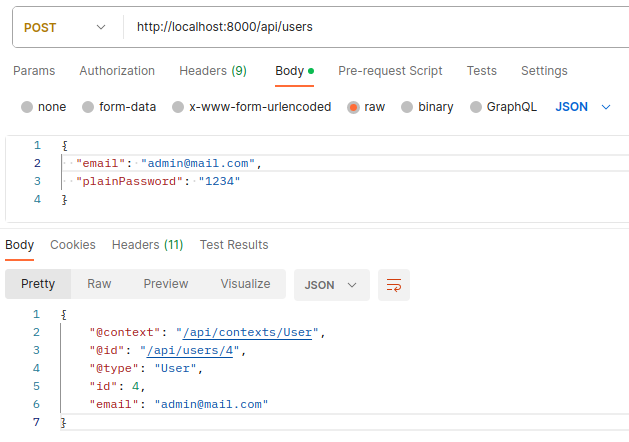 POST http://localhost:8000/api/users
Params Authorization Headers (9) Body Pre-request Script Tests Settings
none form-data x-www-form-urlencoded raw binary GraphQL JSON
1 {
2 "email": "admin@mail.com",
3 "plainPassword": "1234"
4 }
Body Cookies Headers (11) Test Results
Pretty Raw Preview Visualize JSON
1 {
2 "@context": "/api/contexts/User",
3 "@id": "/api/users/4",
4 "@type": "User",
5 "id": 4,
6 "email": "admin@mail.com"
7 }